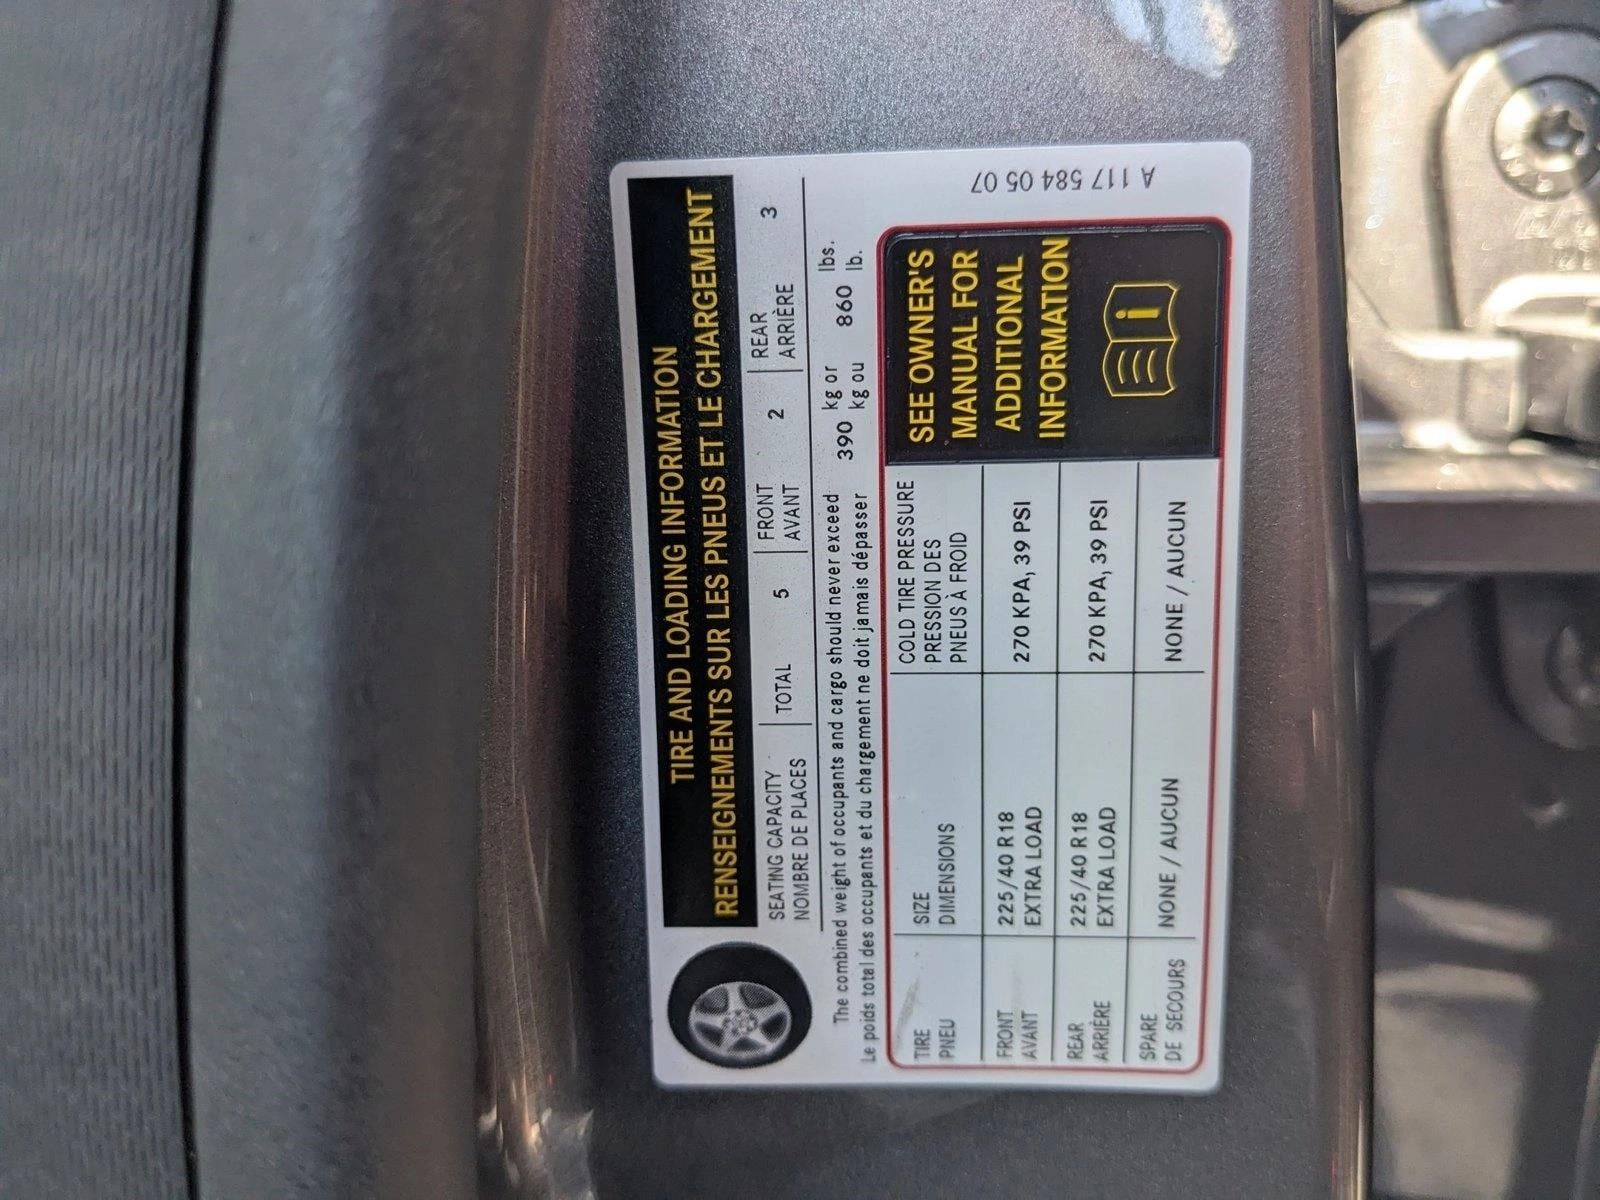 TIRE AND LOADING INFORMATION
RENSEIGNEMENTS SUR LES PNEUS ET LE CHARGEMENT
SEATING CAPACITY
NOMBRE DE PLACES
TOTAL 5
FRONT
AVANT
2
REAR
ARRIÈRE
3
The combined weight of occupants and cargo should never exceed 390 kg or 860 lbs.
Le poids total des occupants et du chargement ne doit jamais dépasser kg ou lb.
TIRE
PNEU
SIZE
DIMENSIONS
COLD TIRE PRESSURE
PRESSION DES
PNEUS À FROID
FRONT
AVANT
225/40 R18
EXTRA LOAD
270 KPA, 39 PSI
REAR
ARRIÈRE
225/40 R18
EXTRA LOAD
270 KPA, 39 PSI
SPARE
DE SECOURS
NONE / AUCUN
NONE / AUCUN
SEE OWNER'S
MANUAL FOR
ADDITIONAL
INFORMATION
i
A 117 584 05 07